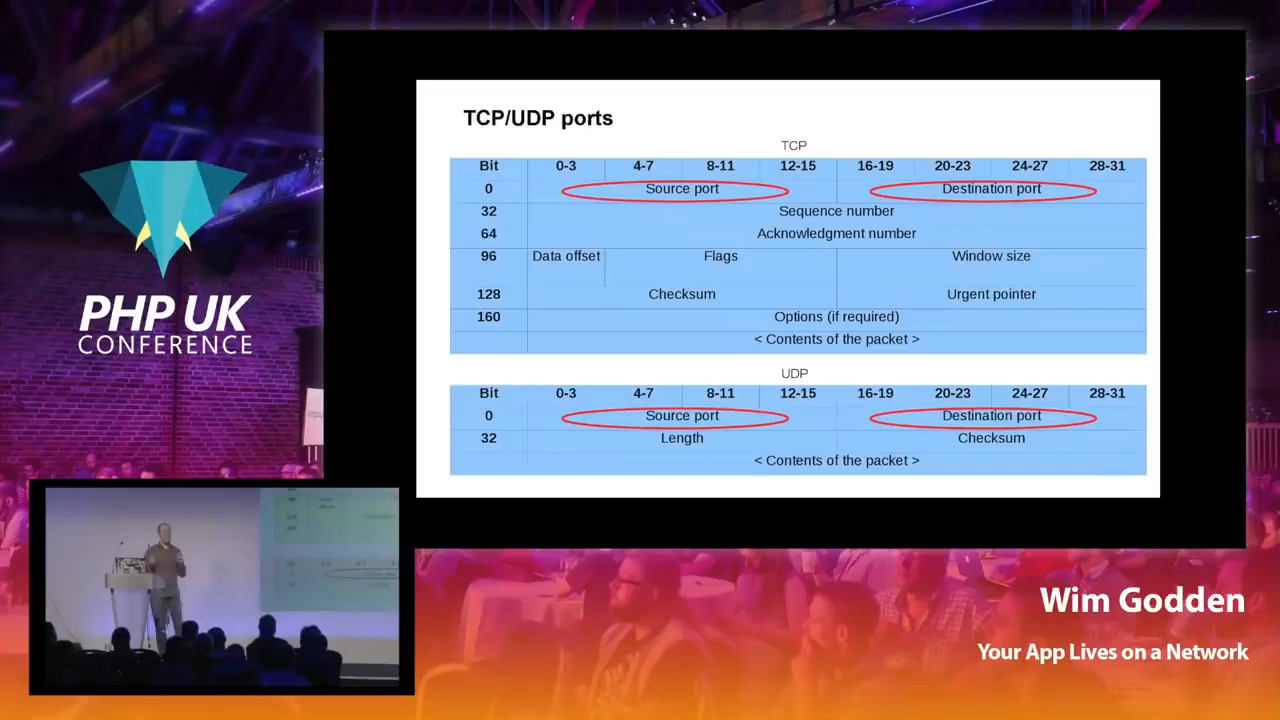 PHP UK
CONFERENCE
TCP/UDP ports
TCP
Bit 0-3 4-7 8-11 12-15 16-19 20-23 24-27 28-31
0 Source port Destination port
32 Sequence number
64 Acknowledgment number
96 Data offset Flags Window size
128 Checksum Urgent pointer
160 Options (if required)
< Contents of the packet >
UDP
Bit 0-3 4-7 8-11 12-15 16-19 20-23 24-27 28-31
0 Source port Destination port
32 Length Checksum
< Contents of the packet >
Wim Godden
Your App Lives on a Network